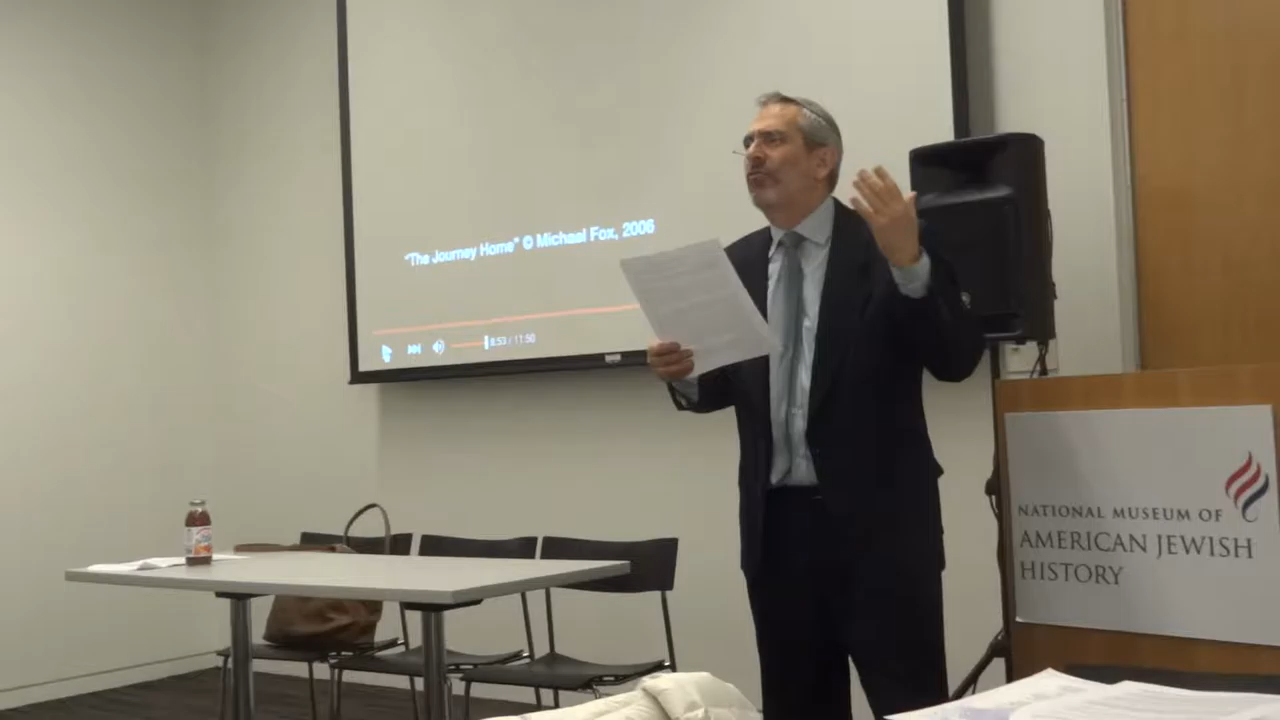 "The Journey Home" © Michael Fox, 2006
8:53 / 11:50
NATIONAL MUSEUM OF
AMERICAN JEWISH
HISTORY